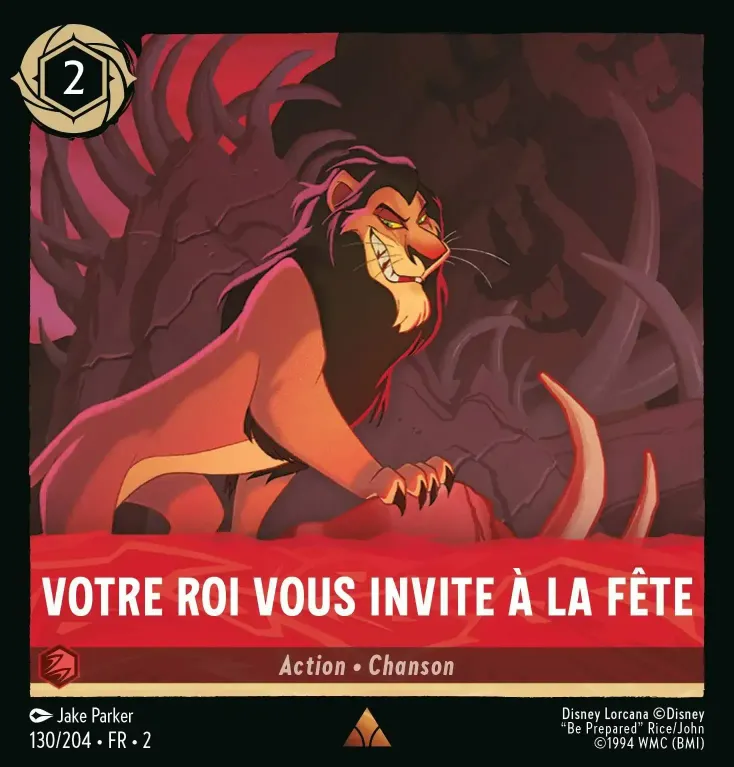 2
VOTRE ROI VOUS INVITE À LA FÊTE
Action • Chanson
Jake Parker
130/204 • FR • 2
Disney Lorcana ©Disney
“Be Prepared” Rice/John
©1994 WMC (BMI)